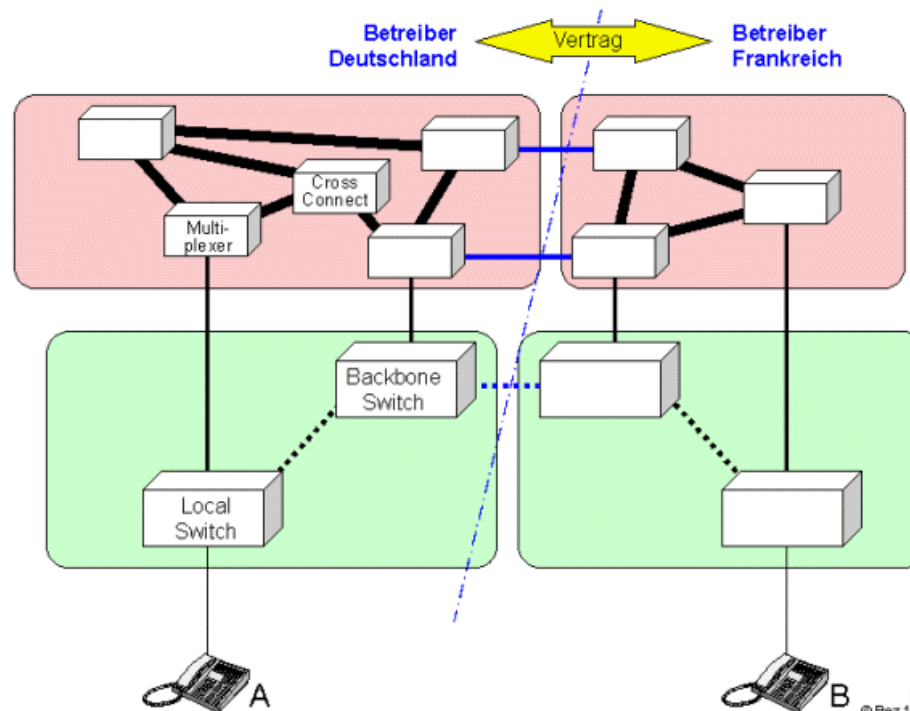 Betreiber
Deutschland
Vertrag
Betreiber
Frankreich
Cross
Connect
Multi-
plexer
Backbone
Switch
Local
Switch
A
B